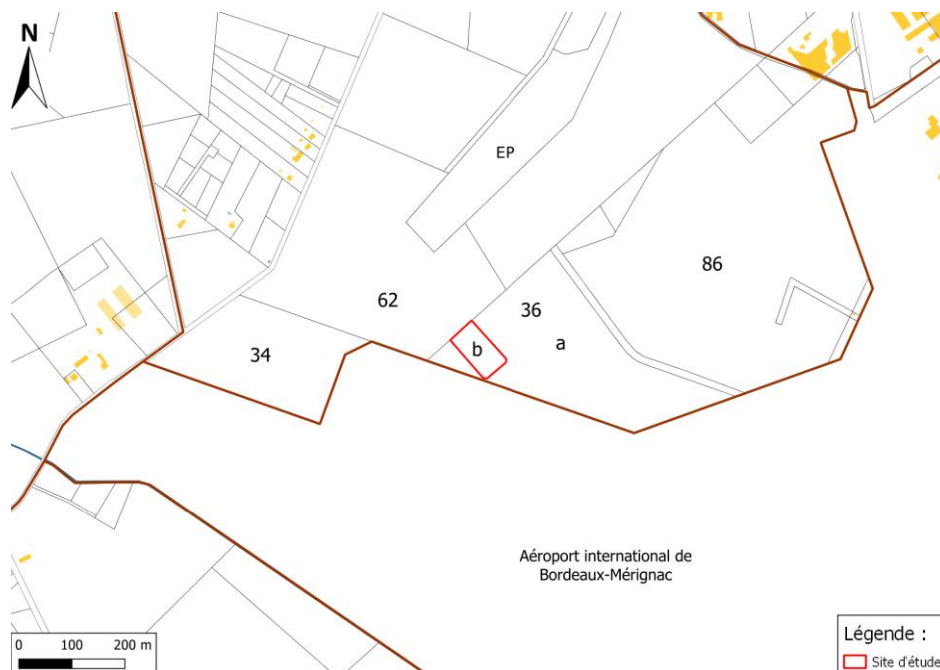 N
EP
86
62
36
34
b
a
Aéroport international de
Bordeaux-Mérignac
0 100 200 m
Légende :
Site d'étude